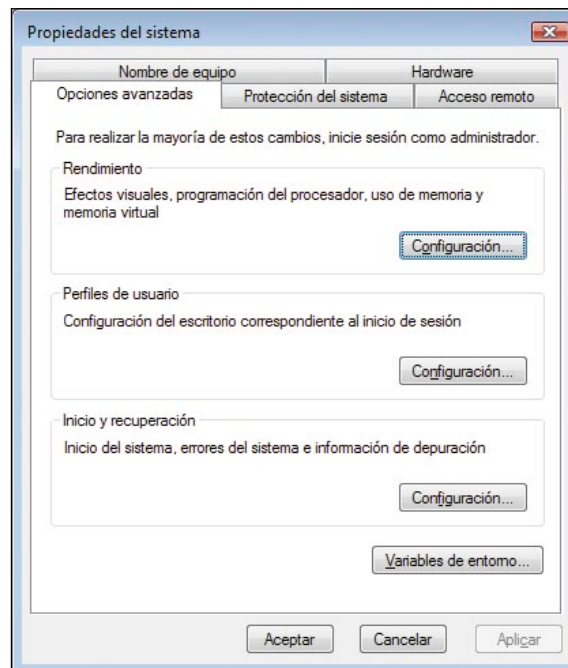 Propiedades del sistema
Nombre de equipo
Hardware
Opciones avanzadas
Protección del sistema
Acceso remoto
Para realizar la mayoría de estos cambios, inicie sesión como administrador.
Rendimiento
Efectos visuales, programación del procesador, uso de memoria y
memoria virtual
Configuración...
Perfiles de usuario
Configuración del escritorio correspondiente al inicio de sesión
Configuración...
Inicio y recuperación
Inicio del sistema, errores del sistema e información de depuración
Configuración...
Variables de entorno...
Aceptar
Cancelar
Aplicar